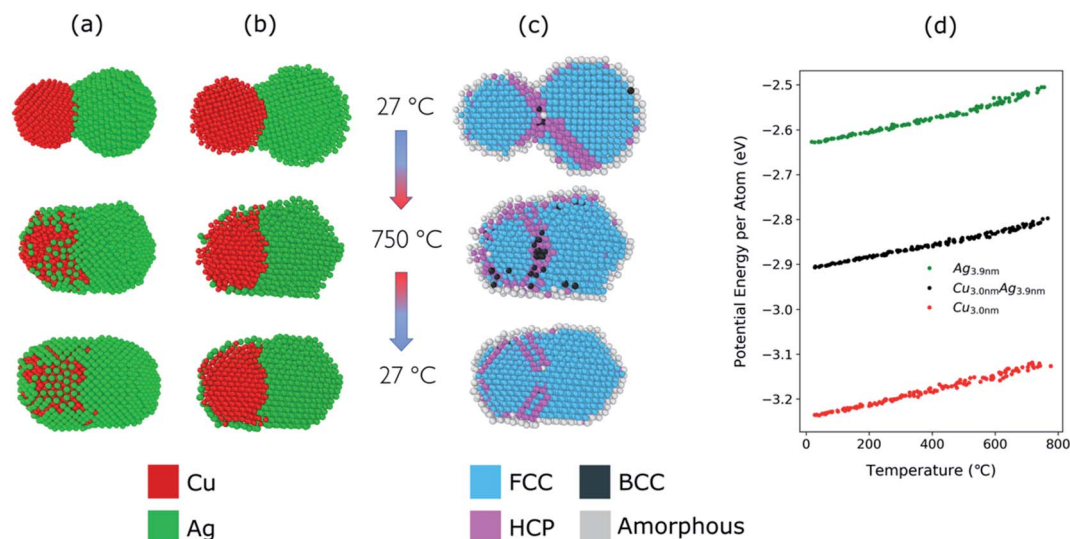 (a)
(b)
(c)
(d)
27 °C
750 °C
27 °C
Cu
Ag
FCC
HCP
BCC
Amorphous
Potential Energy per Atom (eV)
−2.5
−2.6
−2.7
−2.8
−2.9
−3.0
−3.1
−3.2
Ag3.9nm
Cu3.0nmAg3.9nm
Cu3.0nm
0 200 400 600 800
Temperature (℃)